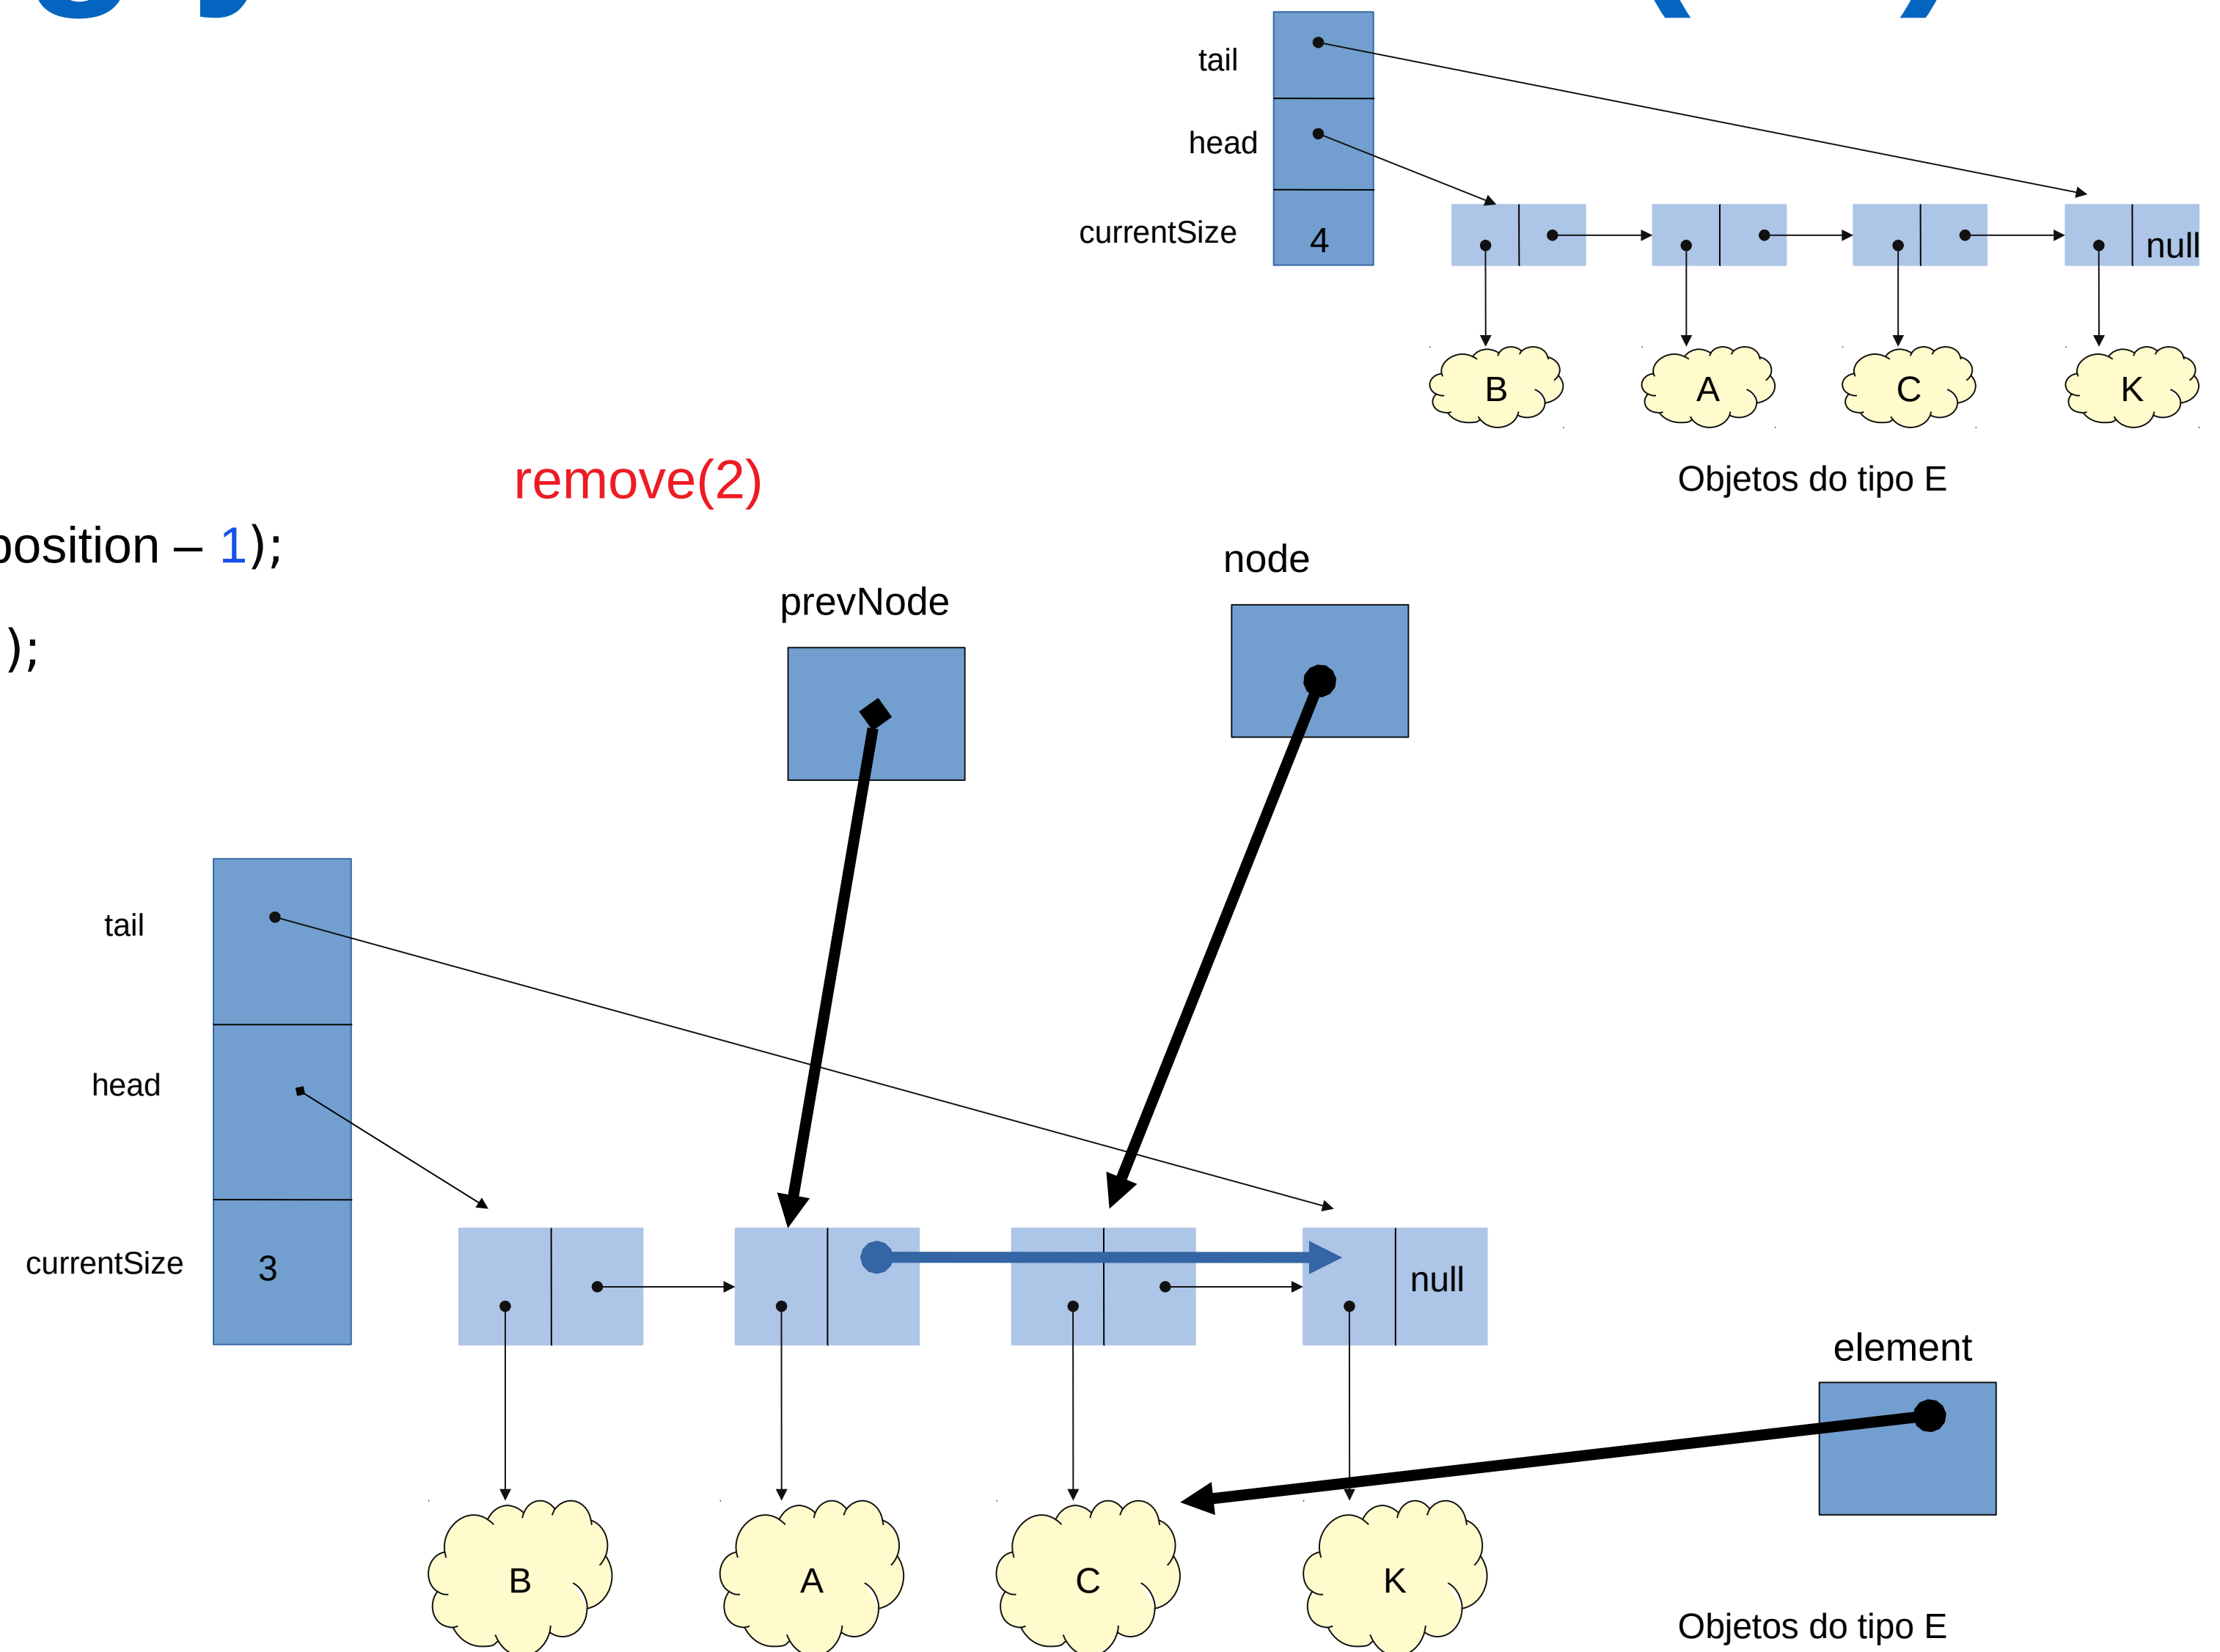 tail
head
currentSize
4
null
B A C K
Objetos do tipo E
remove(2)
position – 1);
);
node
prevNode
tail
head
currentSize
3
null
element
B A C K
Objetos do tipo E